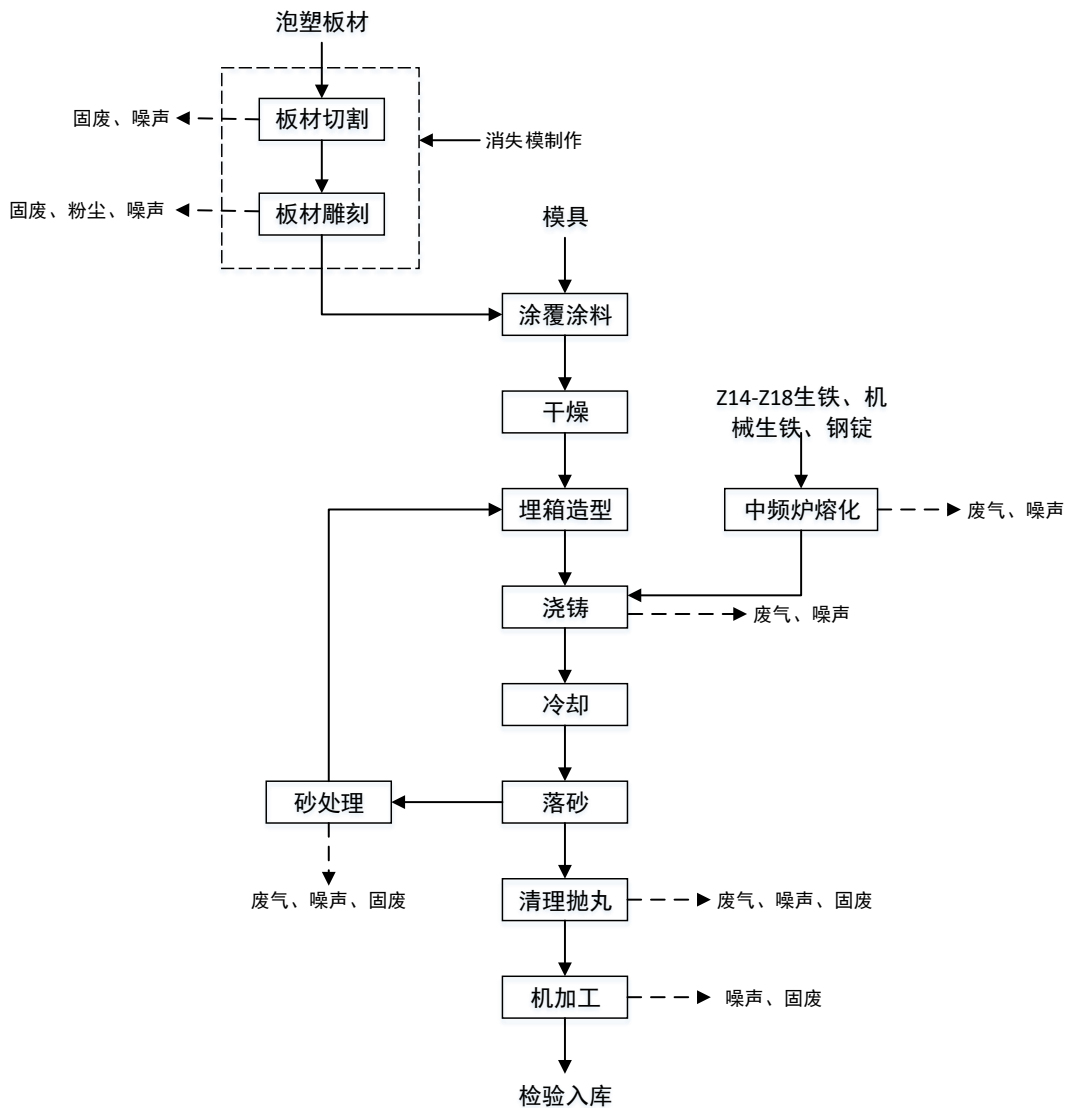 泡塑板材
固废、噪声
板材切割
消失模制作
固废、粉尘、噪声
板材雕刻
模具
涂覆涂料
干燥
Z14-Z18生铁、机
械生铁、钢锭
埋箱造型
中频炉熔化
废气、噪声
浇铸
废气、噪声
冷却
砂处理
落砂
废气、噪声、固废
清理抛丸
废气、噪声、固废
机加工
噪声、固废
检验入库